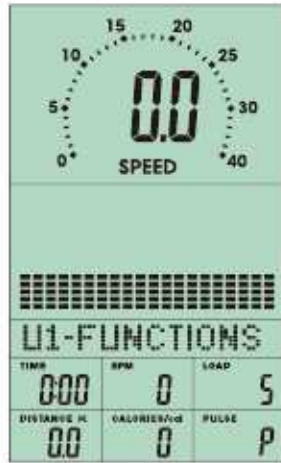 15 20
10 25
5 0.0 30
0 SPEED 40
U1-FUNCTIONS
TIME RPM LOAD
0:00 0 5
DISTANCE K CALORIES/cal PULSE
0.0 0 P